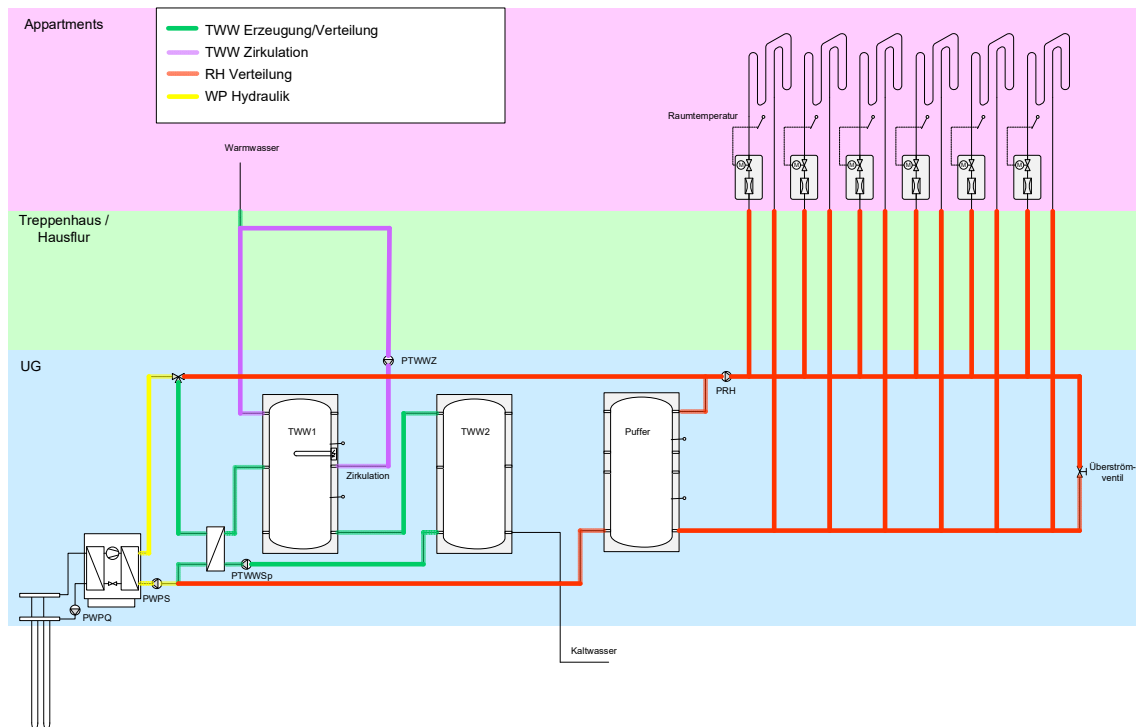 Appartments
TWW Erzeugung/Verteilung
TWW Zirkulation
RH Verteilung
WP Hydraulik
Raumtemperatur
Warmwasser
M
M
M
M
M
M
Treppenhaus /
Hausflur
UG
PTWWZ
PRH
TWW1
TWW2
Puffer
Zirkulation
Überström-
ventil
PTWWSp
PWPS
PWPQ
Kaltwasser